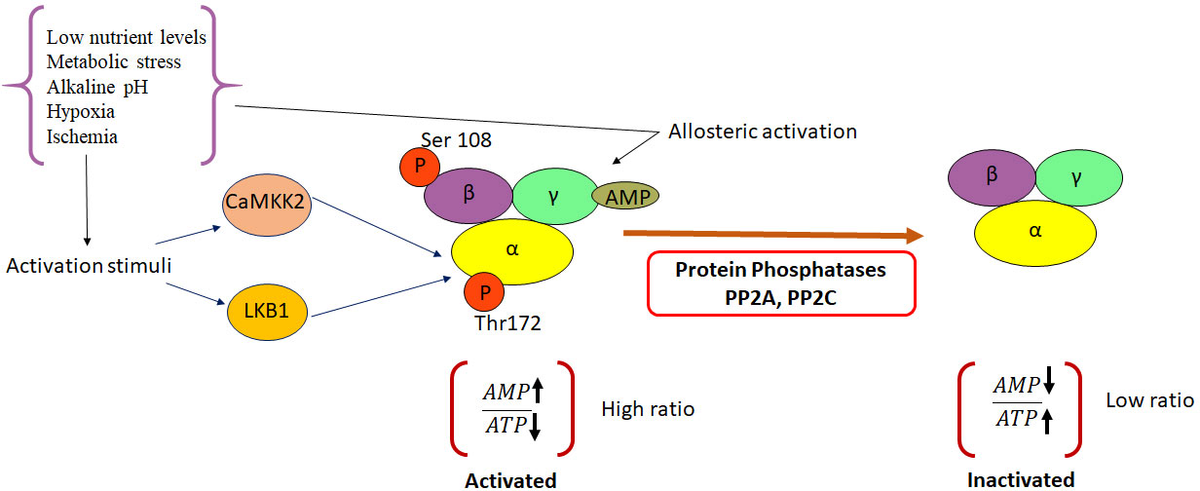 Low nutrient levels
Metabolic stress
Alkaline pH
Hypoxia
Ischemia
Activation stimuli
CaMKK2
LKB1
Ser 108
P
β
γ
AMP
α
P
Thr172
Allosteric activation
Protein Phosphatases
PP2A, PP2C
β
γ
α
AMP
ATP
High ratio
Activated
AMP
ATP
Low ratio
Inactivated